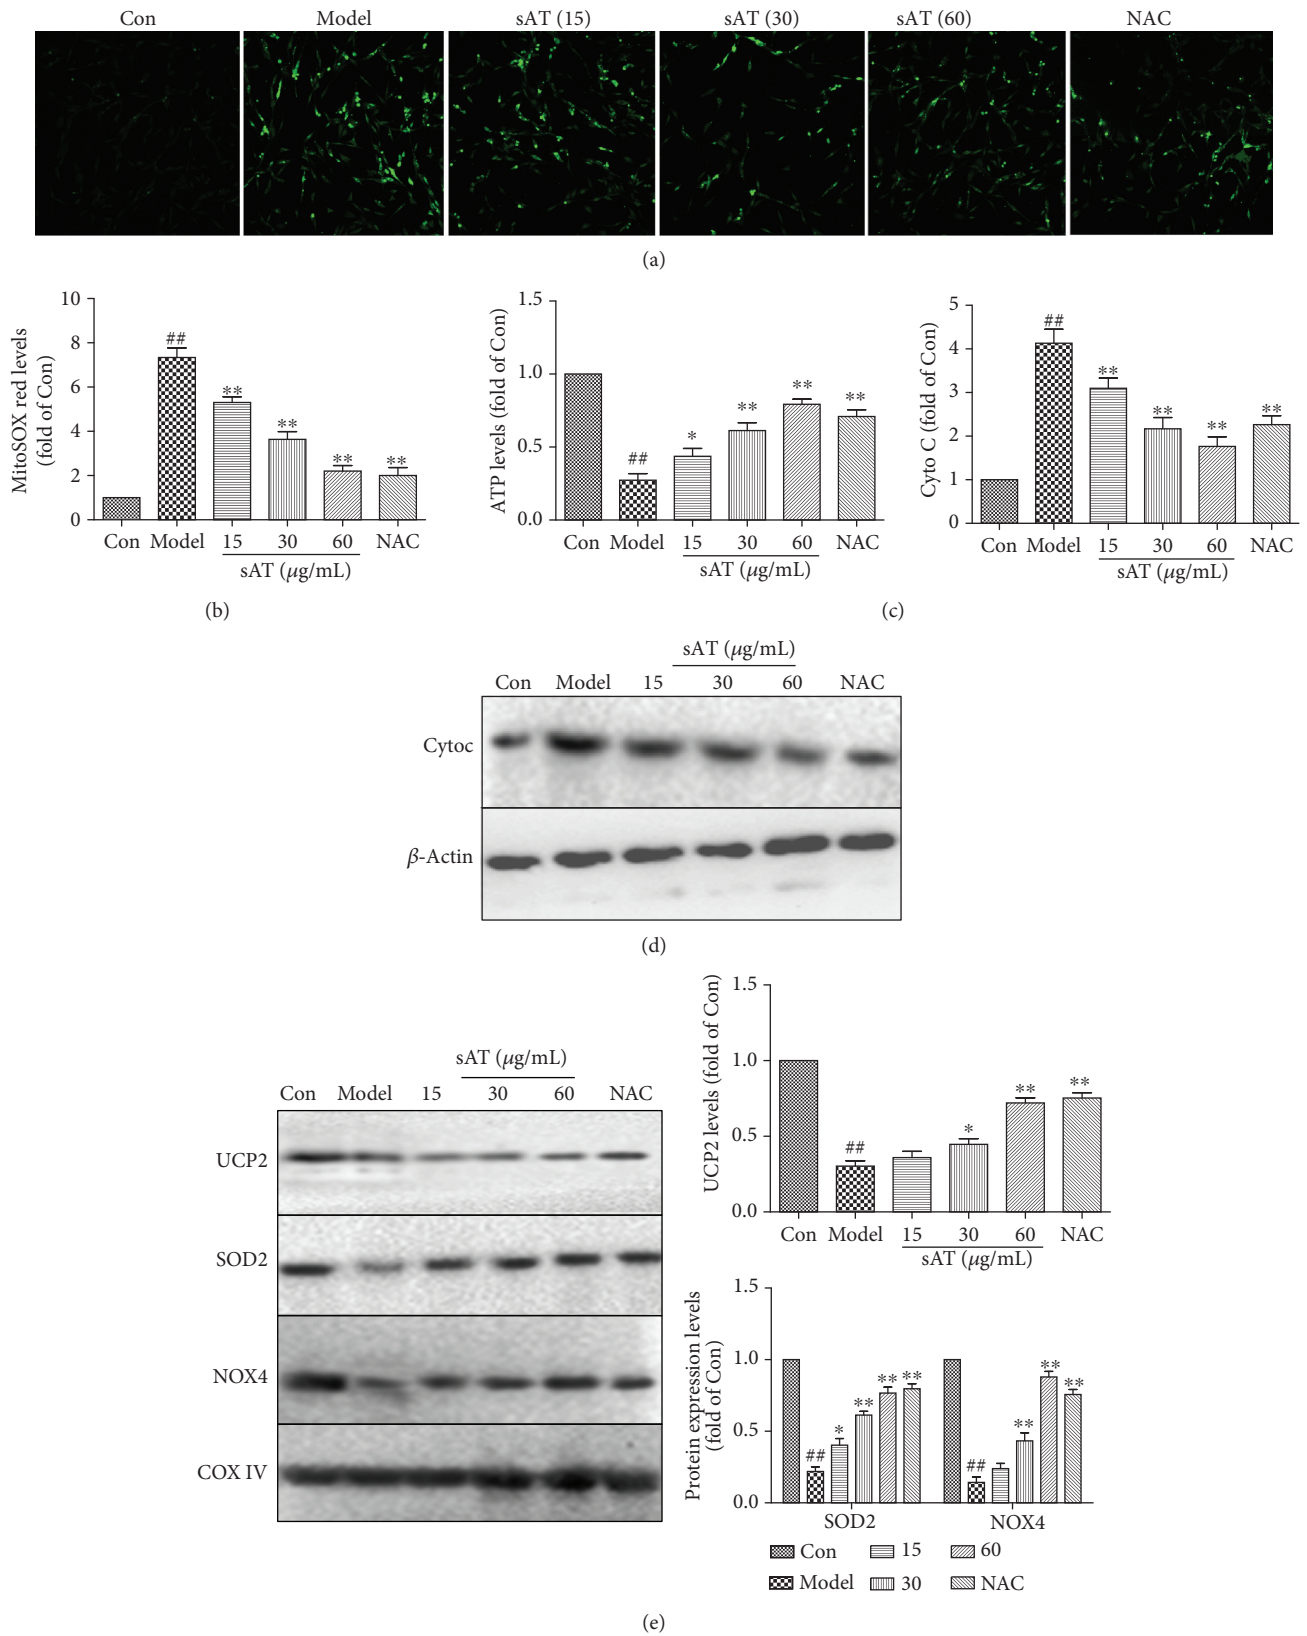 Con Model sAT (15) sAT (30) sAT (60) NAC
(a)
MitoSOX red levels
(fold of Con)
10
8
6
4
2
0
##
**
**
**
**
Con Model 15 30 60 NAC
sAT (μg/mL)
(b)
ATP levels (fold of Con)
1.5
1.0
0.5
0.0
##
*
**
**
**
Con Model 15 30 60 NAC
sAT (μg/mL)
Cyto C (fold of Con)
5
4
3
2
1
0
##
**
**
**
**
Con Model 15 30 60 NAC
sAT (μg/mL)
(c)
sAT (μg/mL)
Con Model 15 30 60 NAC
Cytoc
β-Actin
(d)
sAT (μg/mL)
Con Model 15 30 60 NAC
UCP2
SOD2
NOX4
COX IV
UCP2 levels (fold of Con)
1.5
1.0
0.5
0.0
##
*
**
**
Con Model 15 30 60 NAC
sAT (μg/mL)
Protein expression levels
(fold of Con)
1.5
1.0
0.5
0.0
##
*
**
**
**
##
**
**
**
SOD2 NOX4
Con 15 60
Model 30 NAC
(e)